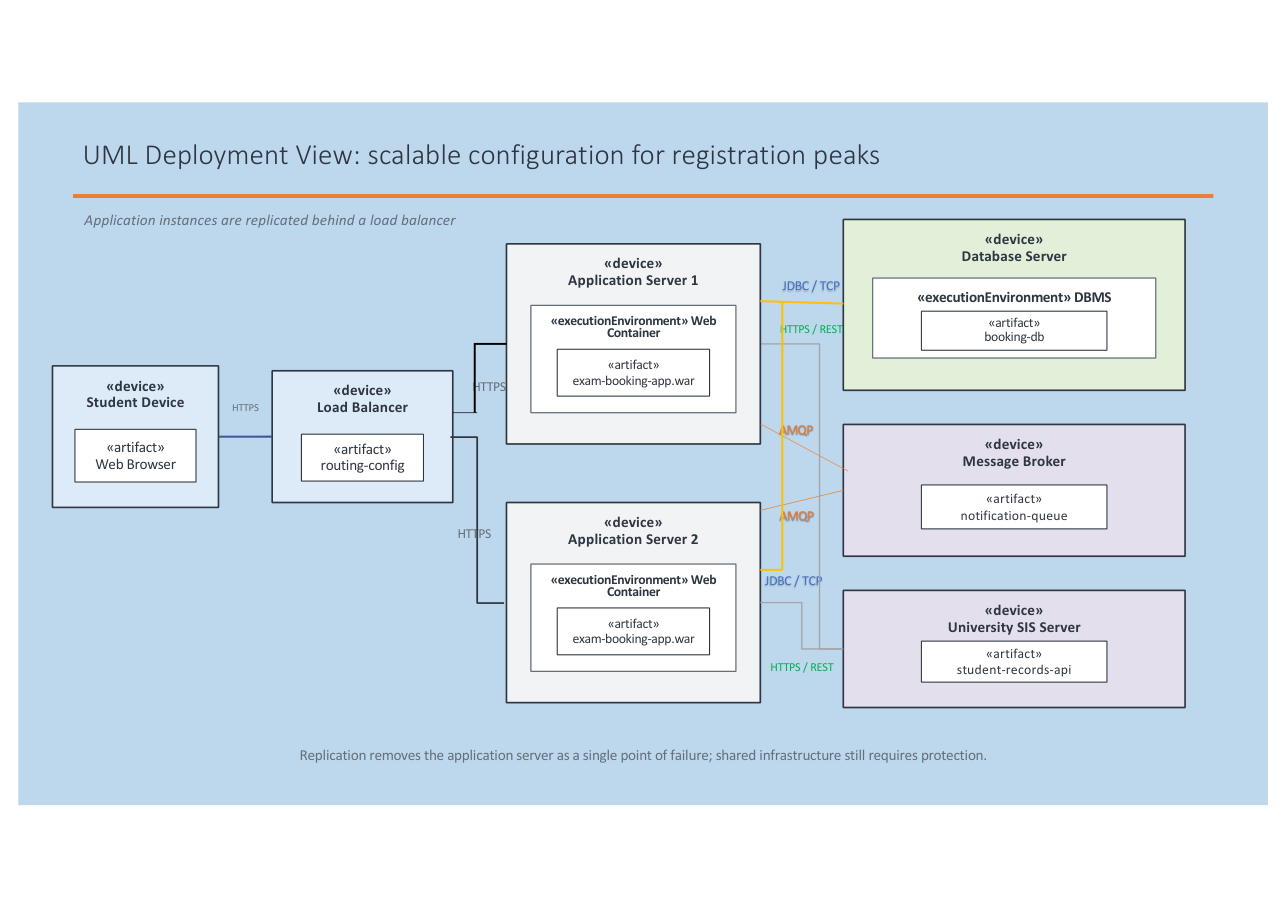 UML Deployment View: scalable configuration for registration peaks
Application instances are replicated behind a load balancer
«device»
Student Device
«artifact»
Web Browser
HTTPS
«device»
Load Balancer
«artifact»
routing-config
HTTPS
HTTPS
«device»
Application Server 1
«executionEnvironment» Web
Container
«artifact»
exam-booking-app.war
«device»
Application Server 2
«executionEnvironment» Web
Container
«artifact»
exam-booking-app.war
JDBC / TCP
HTTPS / REST
AMQP
AMQP
JDBC / TCP
HTTPS / REST
«device»
Database Server
«executionEnvironment» DBMS
«artifact»
booking-db
«device»
Message Broker
«artifact»
notification-queue
«device»
University SIS Server
«artifact»
student-records-api
Replication removes the application server as a single point of failure; shared infrastructure still requires protection.